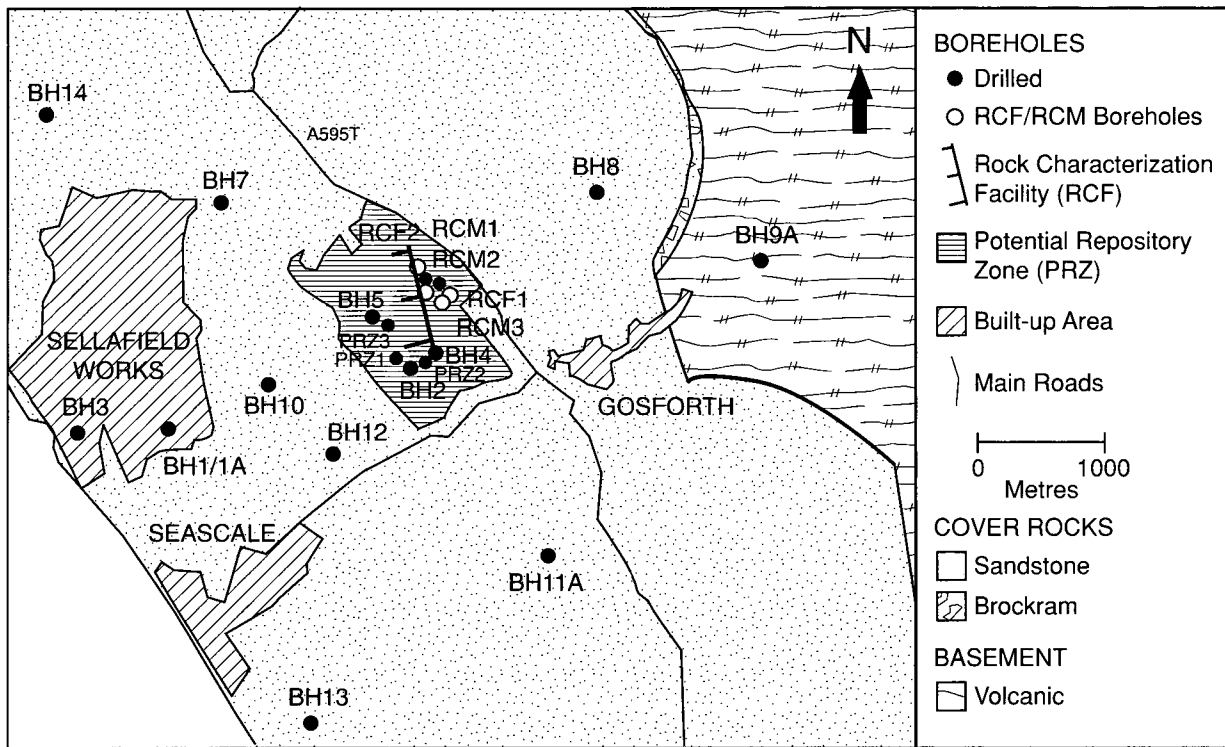 BH14
A595T
N
BH7
BH8
RCF2
RCM1
RCM2
BH9A
BH5
RCF1
RCM3
SELLAFIELD
WORKS
PRZ3
PRZ1
BH4
PRZ2
BH2
BH3
BH10
GOSFORTH
BH12
BH1/1A
SEASCALE
BH11A
BH13
BOREHOLES
Drilled
RCF/RCM Boreholes
Rock Characterization
Facility (RCF)
Potential Repository
Zone (PRZ)
Built-up Area
Main Roads
0 1000
Metres
COVER ROCKS
Sandstone
Brockram
BASEMENT
Volcanic